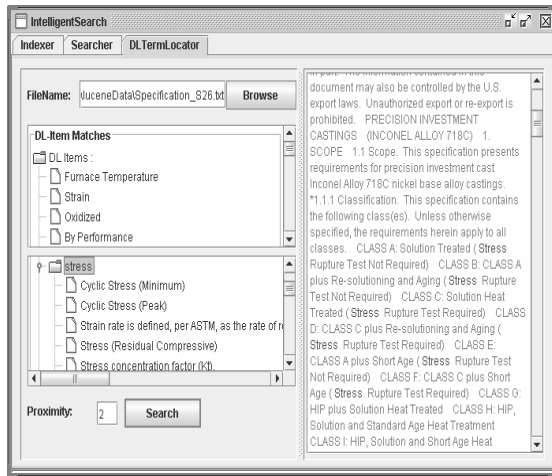 IntelligentSearch
Indexer Searcher DLTermLocator
FileName: \luceneData\Specification_S26.txt Browse
DL-Item Matches
DL Items :
Furnace Temperature
Strain
Oxidized
By Performance
stress
Cyclic Stress (Minimum)
Cyclic Stress (Peak)
Strain rate is defined, per ASTM, as the rate of r
Stress (Residual Compressive)
Stress concentration factor (Kt).
Proximity: 2 Search
in part. The information contained in this
document may also be controlled by the U.S.
export laws. Unauthorized export or re-export is
prohibited. PRECISION INVESTMENT
CASTINGS (INCONEL ALLOY 718C) 1.
SCOPE 1.1 Scope. This specification presents
requirements for precision investment cast
Inconel Alloy 718C nickel base alloy castings.
*1.1.1 Classification. This specification contains
the following class(es). Unless otherwise
specified, the requirements herein apply to all
classes. CLASS A: Solution Treated ( Stress
Rupture Test Not Required) CLASS B: CLASS A
plus Re-solutioning and Aging ( Stress Rupture
Test Not Required) CLASS C: Solution Heat
Treated ( Stress Rupture Test Required) CLASS
D: CLASS C plus Re-solutioning and Aging (
Stress Rupture Test Required) CLASS E:
CLASS A plus Short Age ( Stress Rupture Test
Not Required) CLASS F: CLASS C plus Short
Age ( Stress Rupture Test Required) CLASS G:
HIP plus Solution Heat Treated CLASS H: HIP,
Solution and Standard Age Heat Treatment
CLASS I: HIP, Solution and Short Age Heat